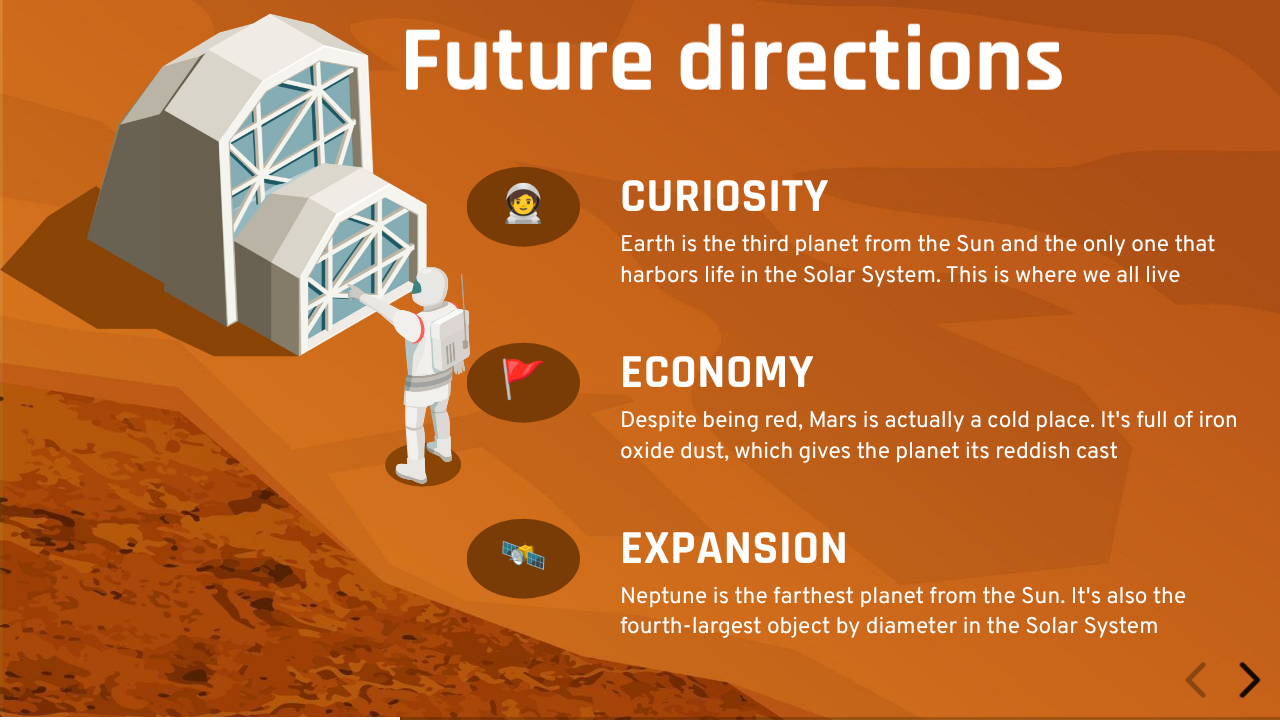 Future directions
CURIOSITY
Earth is the third planet from the Sun and the only one that
harbors life in the Solar System. This is where we all live
ECONOMY
Despite being red, Mars is actually a cold place. It's full of iron
oxide dust, which gives the planet its reddish cast
EXPANSION
Neptune is the farthest planet from the Sun. It's also the
fourth-largest object by diameter in the Solar System